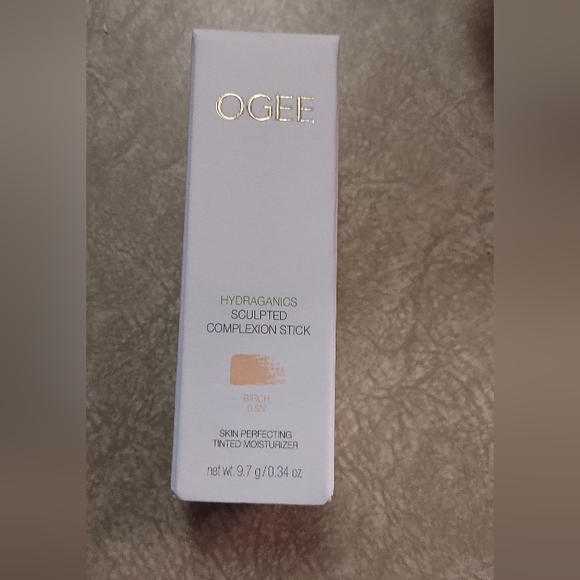 OGEE
HYDRAGANICS
SCULPTED
COMPLEXION STICK
BIRCH
SKIN PERFECTING
TINTED MOISTURIZER
net wt. 9.7 g/0.34 oz